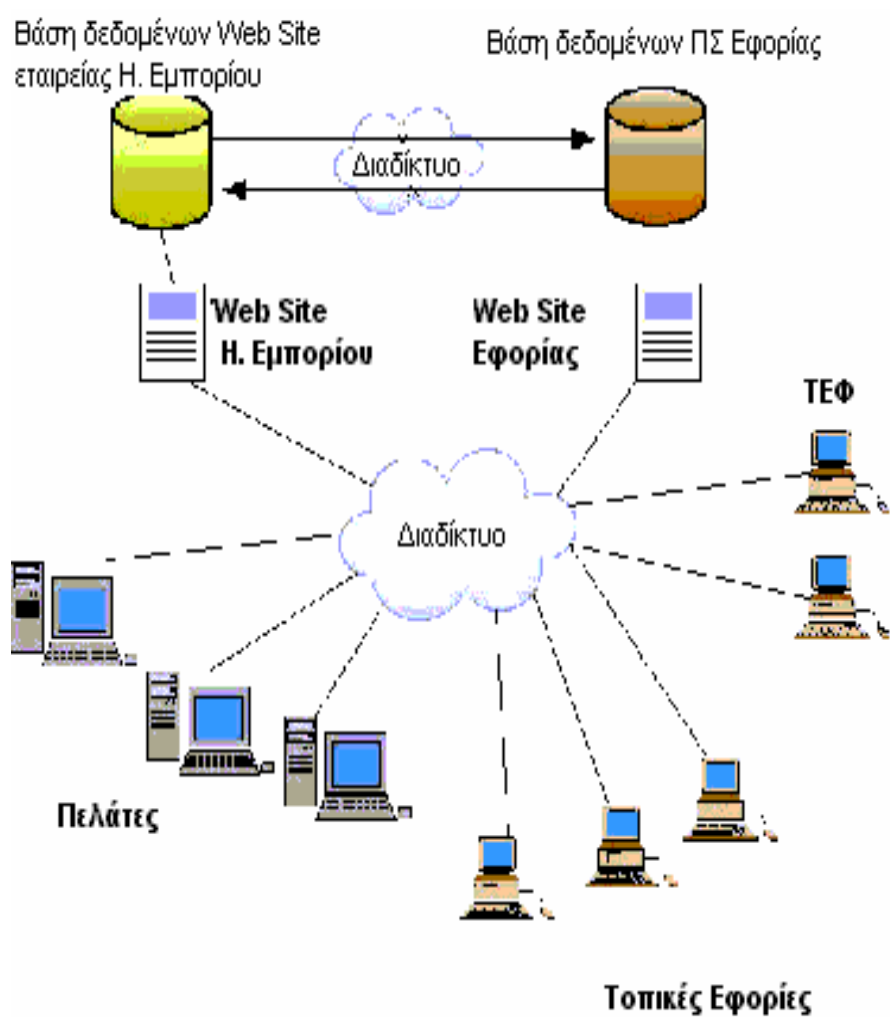 Βάση δεδομένων Web Site
εταιρείας Η. Εμπορίου
Βάση δεδομένων ΠΣ Εφορίας
Διαδίκτυο
Web Site
Η. Εμπορίου
Web Site
Εφορίας
ΤΕΦ
Διαδίκτυο
Πελάτες
Τοπικές Εφορίες